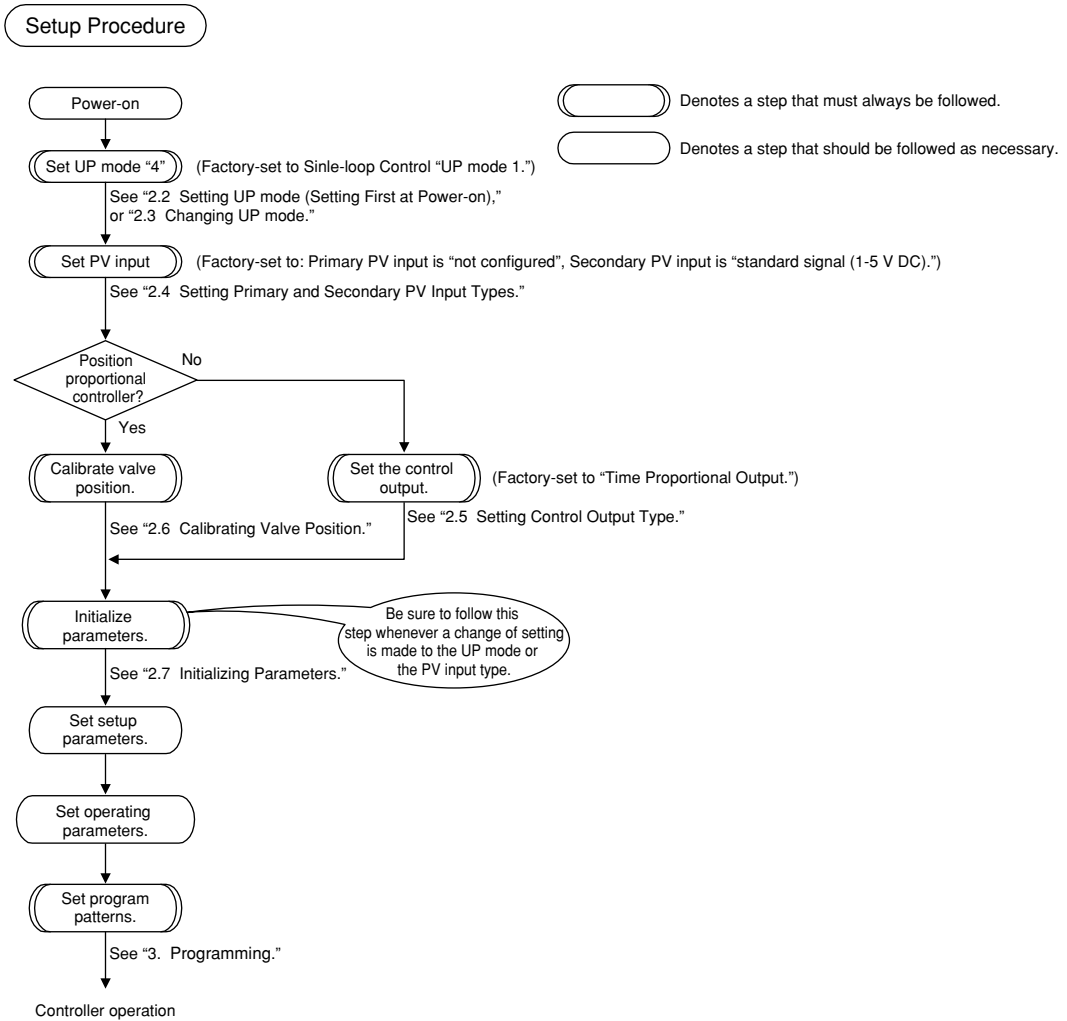 Setup Procedure
Power-on
Denotes a step that must always be followed.
Denotes a step that should be followed as necessary.
Set UP mode “4”
(Factory-set to Sinle-loop Control “UP mode 1.”)
See “2.2 Setting UP mode (Setting First at Power-on),”
or “2.3 Changing UP mode.”
Set PV input
(Factory-set to: Primary PV input is “not configured”, Secondary PV input is “standard signal (1-5 V DC).”)
See “2.4 Setting Primary and Secondary PV Input Types.”
Position
proportional
controller?
No
Yes
Calibrate valve
position.
Set the control
output.
(Factory-set to “Time Proportional Output.”)
See “2.6 Calibrating Valve Position.”
See “2.5 Setting Control Output Type.”
Initialize
parameters.
Be sure to follow this
step whenever a change of setting
is made to the UP mode or
the PV input type.
See “2.7 Initializing Parameters.”
Set setup
parameters.
Set operating
parameters.
Set program
patterns.
See “3. Programming.”
Controller operation